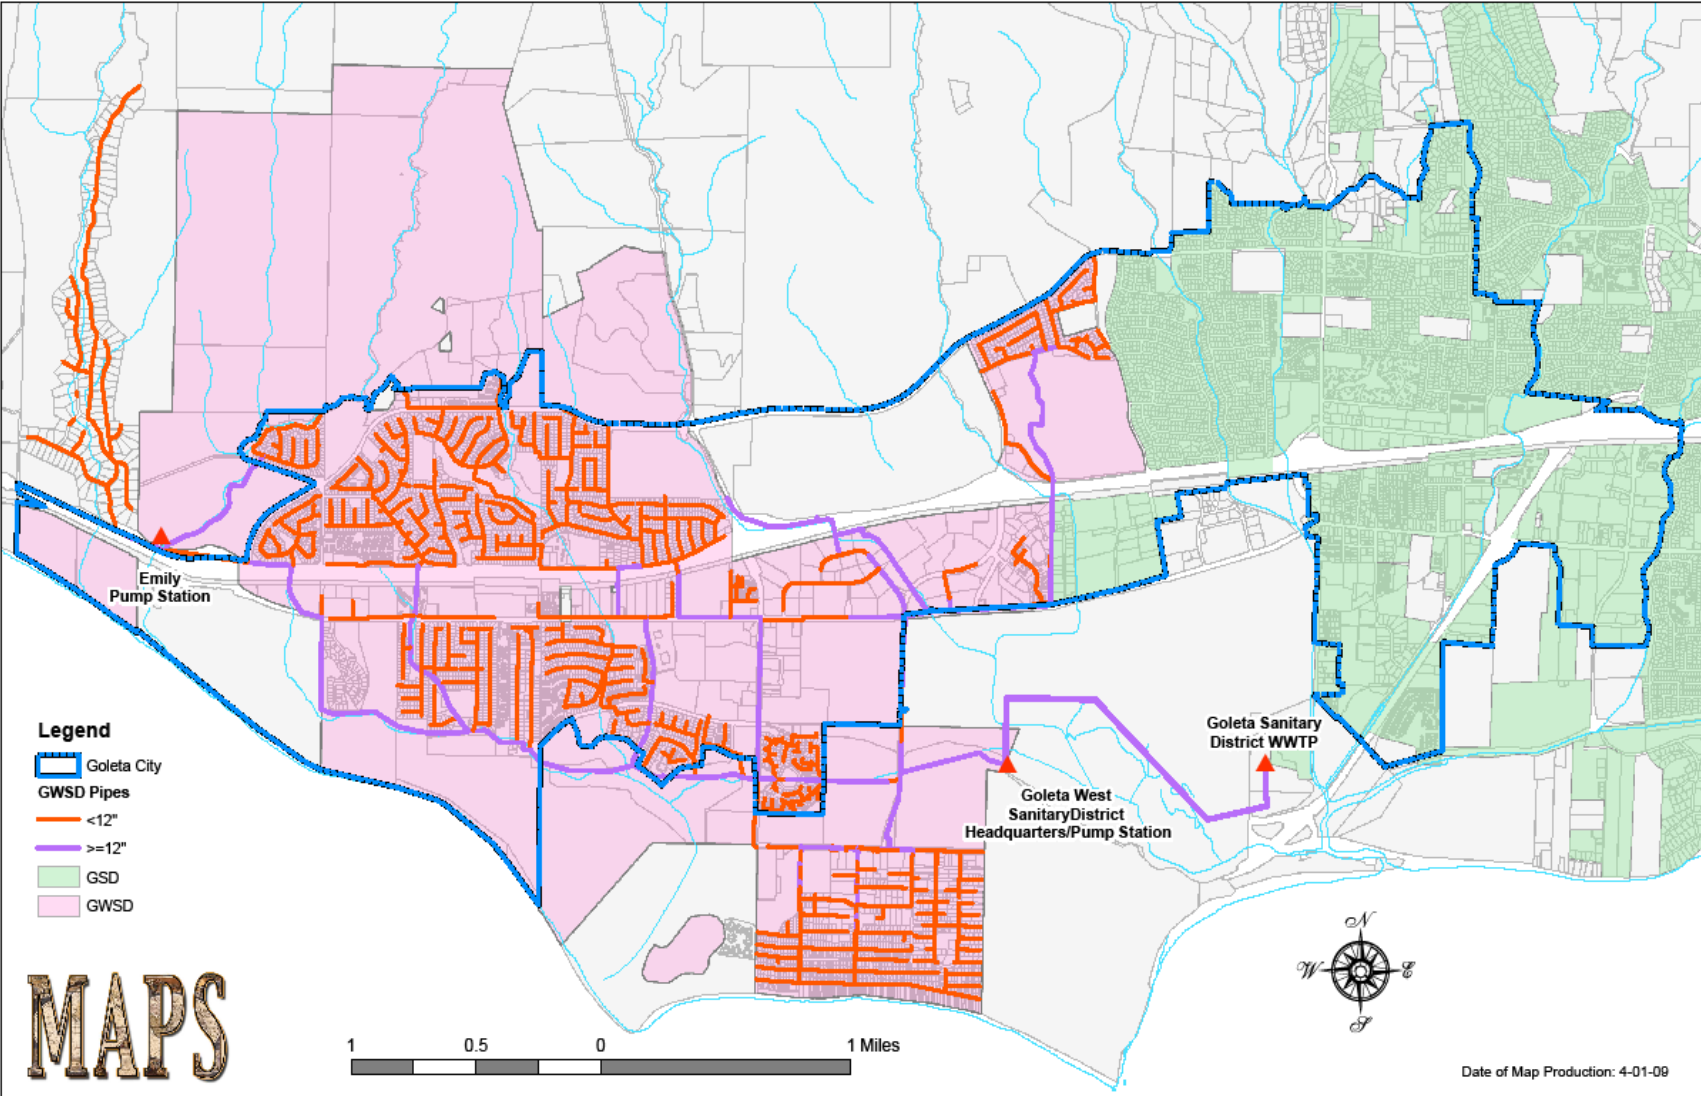 Emily
Pump Station
Goleta Sanitary
District WWTP
Goleta West
SanitaryDistrict
Headquarters/Pump Station
Legend
Goleta City
GWSD Pipes
<12"
>=12"
GSD
GWSD
MAPS
1 0.5 0 1 Miles
N
W E
S
Date of Map Production: 4-01-09